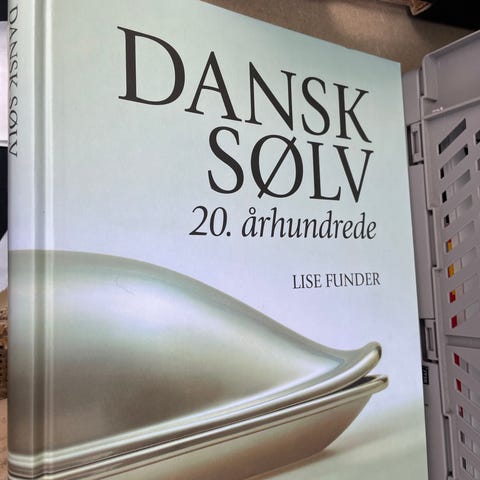 DANSK SØLV
DANSK
SØLV
20. århundrede
LISE FUNDER